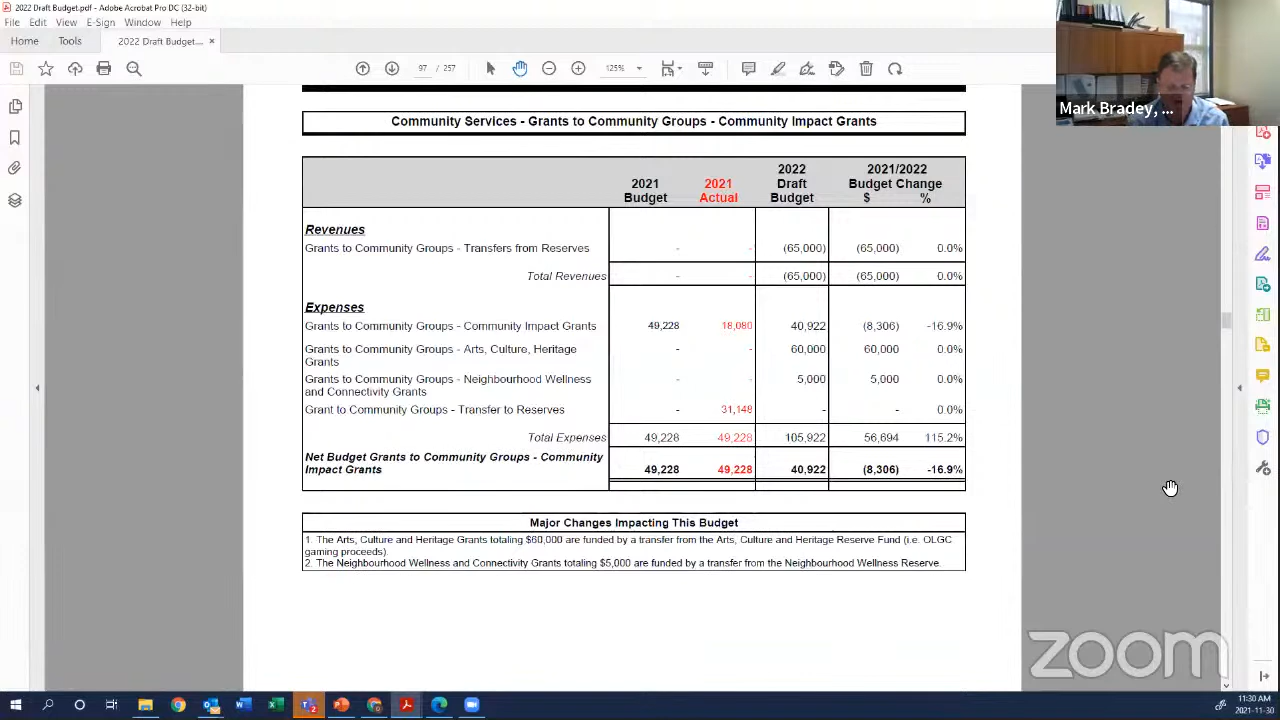 2022 Draft Budget.pdf - Adobe Acrobat Pro DC (32-bit)
File Edit View E-Sign Window Help
Home Tools 2022 Draft Budget... ×
97 / 257 125%
Mark Bradey, ...
Community Services - Grants to Community Groups - Community Impact Grants
2021 Budget 2021 Actual 2022 Draft Budget 2021/2022 Budget Change $ %
Revenues
Grants to Community Groups - Transfers from Reserves - - (65,000) (65,000) 0.0%
Total Revenues - - (65,000) (65,000) 0.0%
Expenses
Grants to Community Groups - Community Impact Grants 49,228 18,080 40,922 (8,306) -16.9%
Grants to Community Groups - Arts, Culture, Heritage - - 60,000 60,000 0.0%
Grants
Grants to Community Groups - Neighbourhood Wellness - - 5,000 5,000 0.0%
and Connectivity Grants
Grant to Community Groups - Transfer to Reserves - 31,148 - - 0.0%
Total Expenses 49,228 49,228 105,922 56,694 115.2%
Net Budget Grants to Community Groups - Community
Impact Grants 49,228 49,228 40,922 (8,306) -16.9%
Major Changes Impacting This Budget
1. The Arts, Culture and Heritage Grants totaling $60,000 are funded by a transfer from the Arts, Culture and Heritage Reserve Fund (i.e. OLGC
gaming proceeds).
2. The Neighbourhood Wellness and Connectivity Grants totaling $5,000 are funded by a transfer from the Neighbourhood Wellness Reserve.
zoom
11:30 AM
2021-11-30